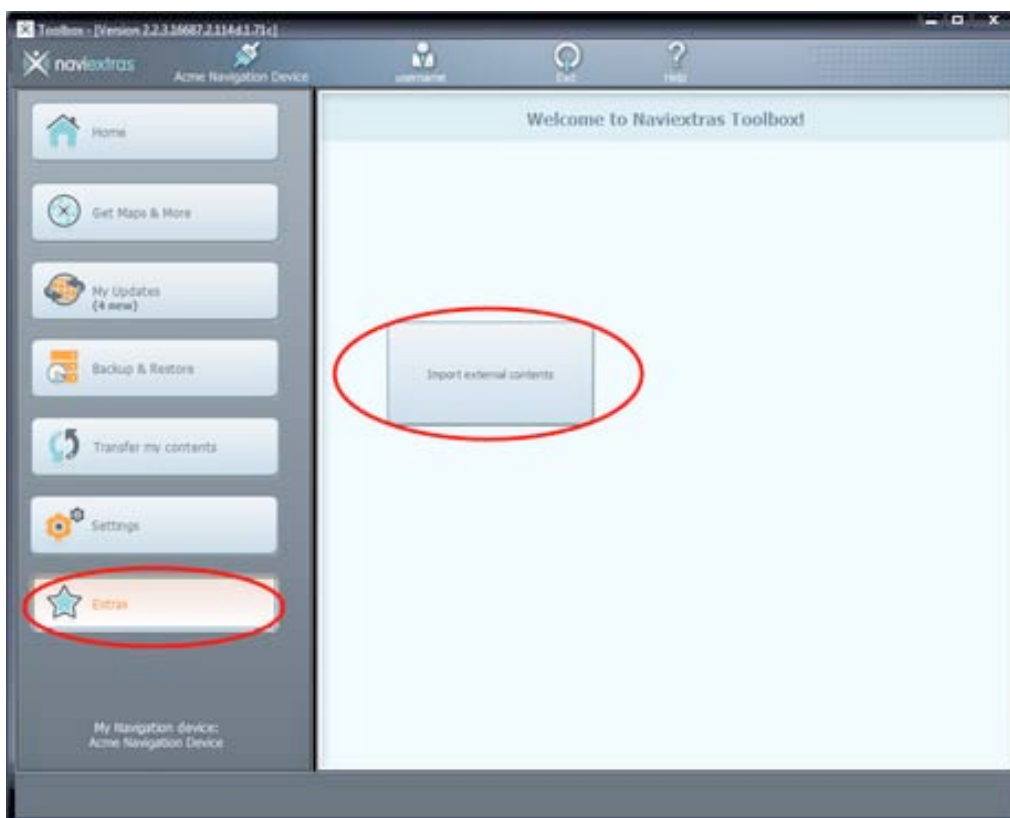 Toolbox - [Version 2.2.3.16687.2.114d.1.71c]
naviextras
Acme Navigation Device
username
Exit
Help
Home
Get Maps & More
My Updates
(4 new)
Backup & Restore
Transfer my contents
Settings
Extras
My Navigation device:
Acme Navigation Device
Welcome to Naviextras Toolbox!
Import external contents